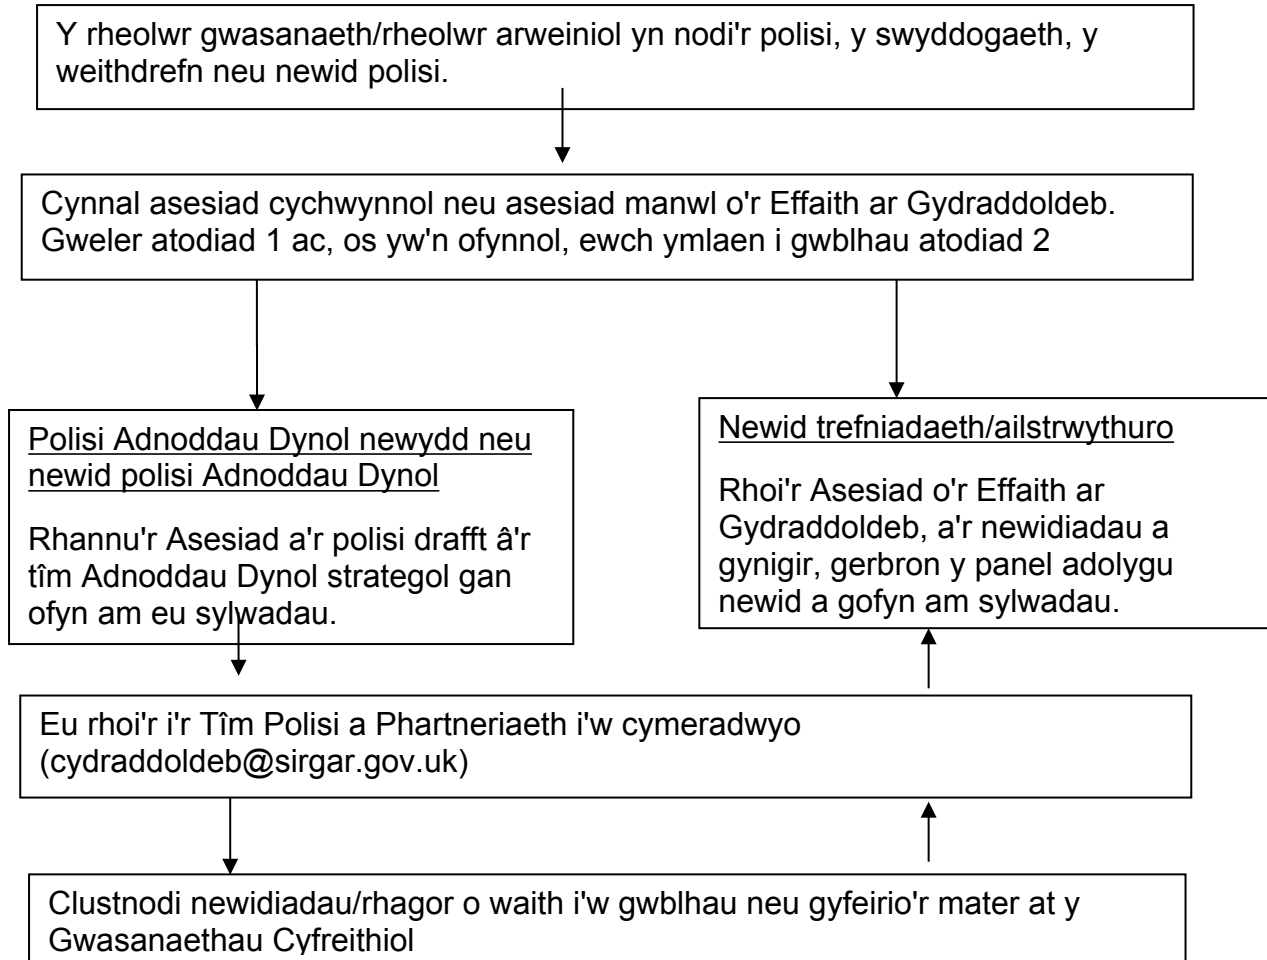 Y rheolwr gwasanaeth/rheolwr arweiniol yn nodi'r polisi, y swyddogaeth, y
weithdrefn neu newid polisi.
Cynnal asesiad cychwynnol neu asesiad manwl o'r Effaith ar Gydraddoldeb.
Gweler atodiad 1 ac, os yw'n ofynnol, ewch ymlaen i gwblhau atodiad 2
Polisi Adnoddau Dynol newydd neu
newid polisi Adnoddau Dynol
Rhannu'r Asesiad a'r polisi drafft â'r
tîm Adnoddau Dynol strategol gan
ofyn am eu sylwadau.
Newid trefniadaeth/ailstrwythuro
Rhoi'r Asesiad o'r Effaith ar
Gydraddoldeb, a'r newidiadau a
gynigir, gerbron y panel adolygu
newid a gofyn am sylwadau.
Eu rhoi'r i'r Tîm Polisi a Phartneriaeth i'w cymeradwyo
(cydraddoldeb@sirgar.gov.uk)
Clustnodi newidiadau/rhagor o waith i'w gwblhau neu gyfeirio'r mater at y
Gwasanaethau Cyfreithiol